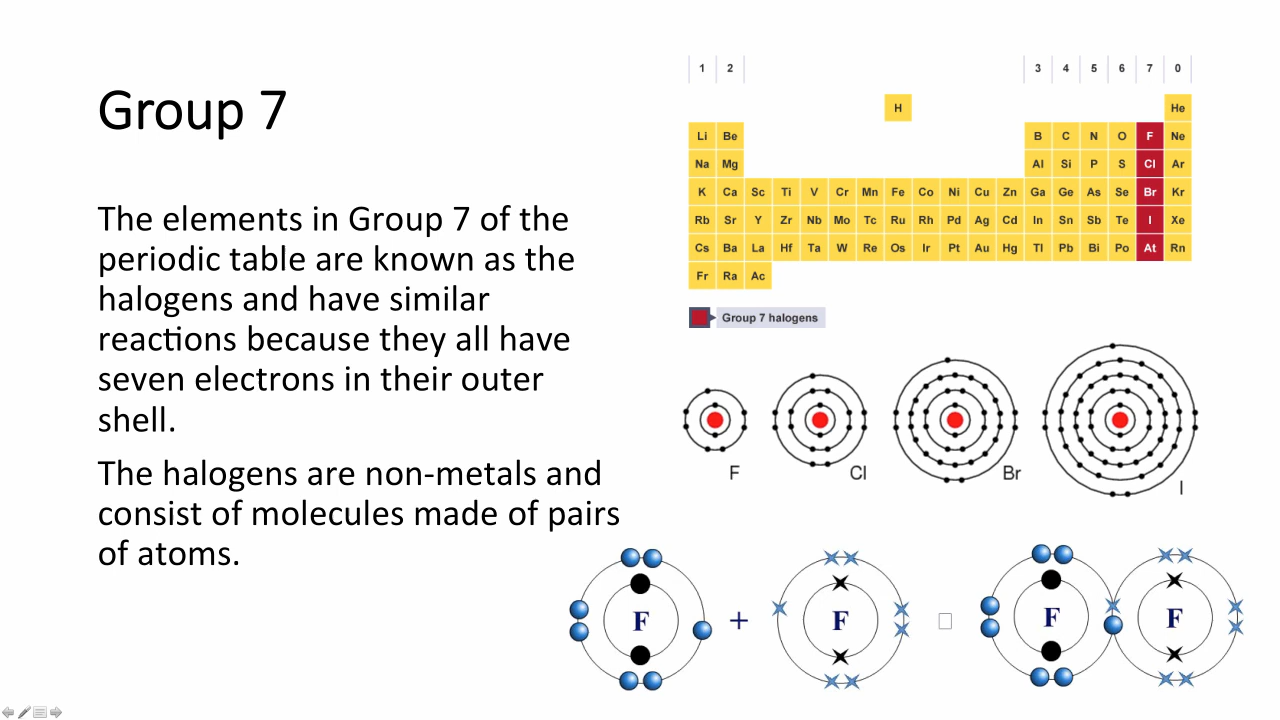 Group 7
The elements in Group 7 of the
periodic table are known as the
halogens and have similar
reactions because they all have
seven electrons in their outer
shell.
The halogens are non-metals and
consist of molecules made of pairs
of atoms.
1 2 3 4 5 6 7 0
H He
Li Be B C N O F Ne
Na Mg Al Si P S Cl Ar
K Ca Sc Ti V Cr Mn Fe Co Ni Cu Zn Ga Ge As Se Br Kr
Rb Sr Y Zr Nb Mo Tc Ru Rh Pd Ag Cd In Sn Sb Te I Xe
Cs Ba La Hf Ta W Re Os Ir Pt Au Hg Tl Pb Bi Po At Rn
Fr Ra Ac
Group 7 halogens
F Cl Br I
F + F F F